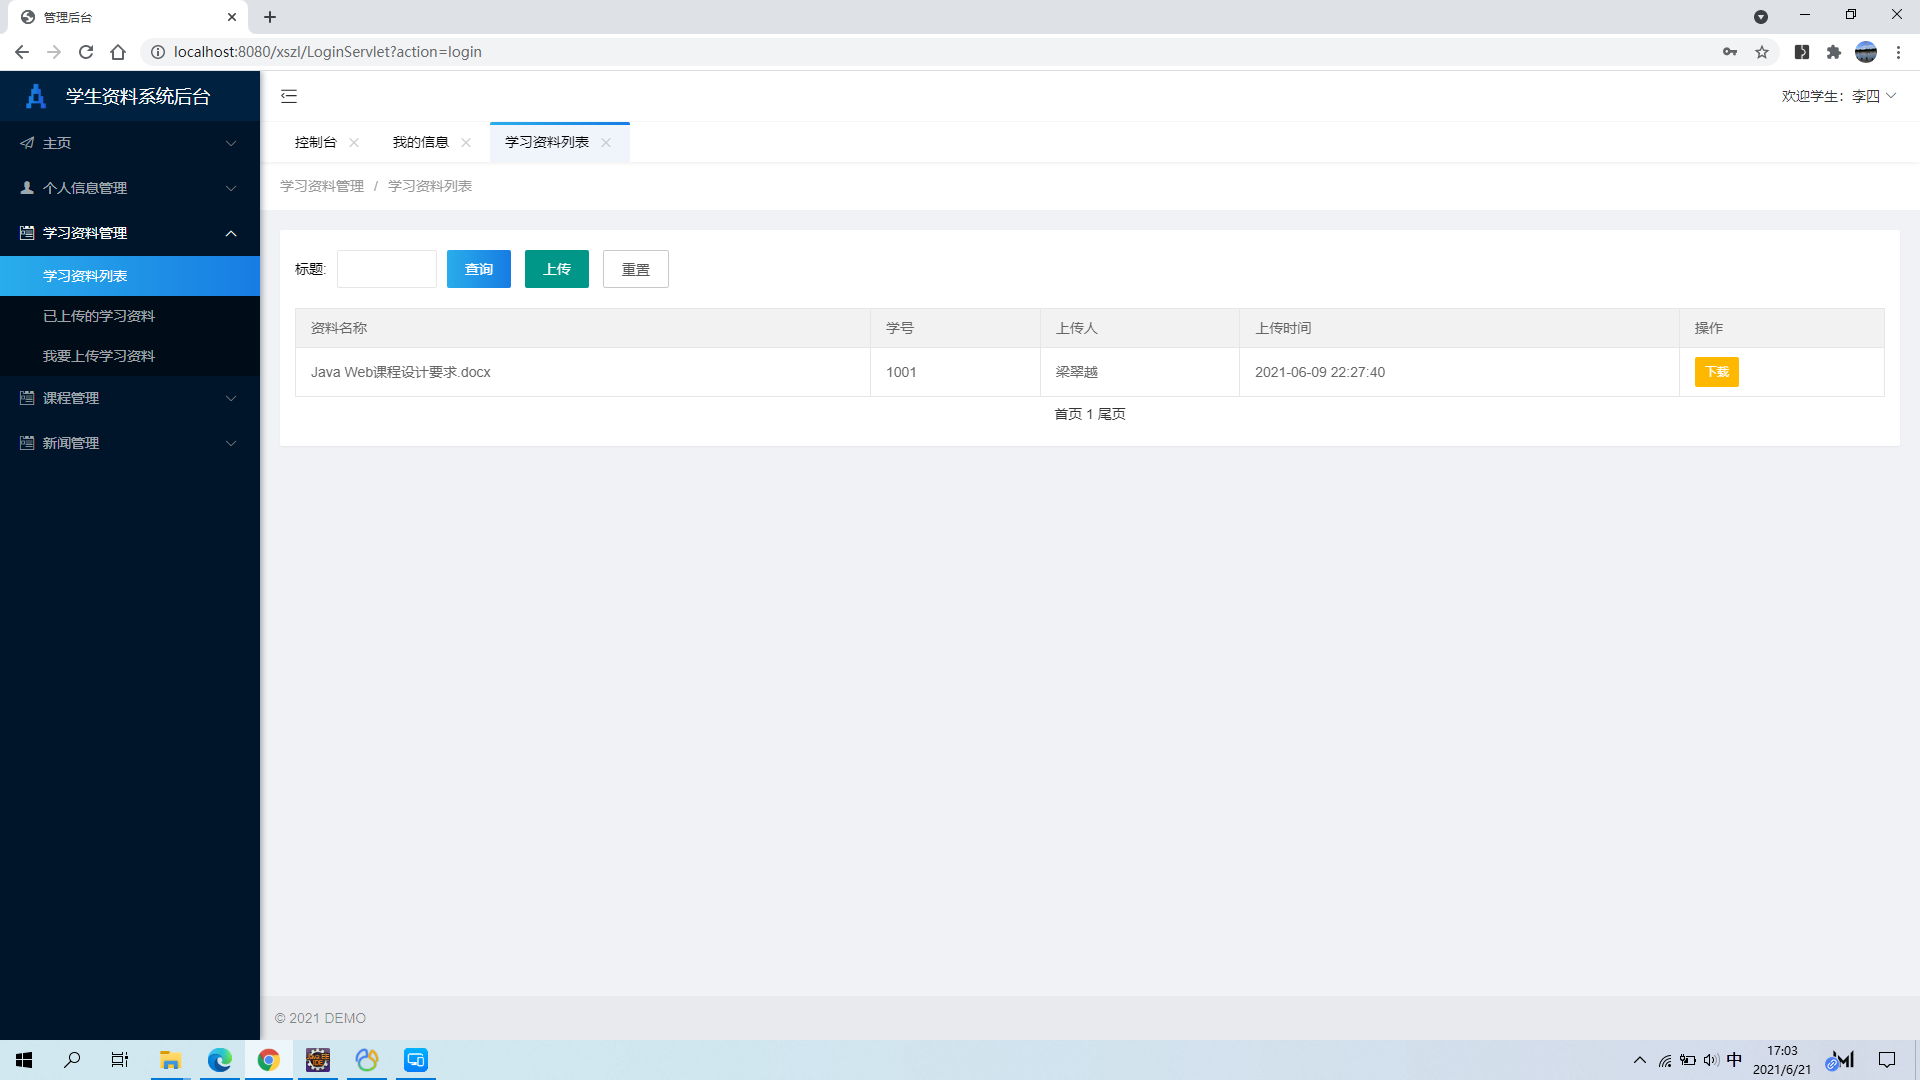 管理后台
localhost:8080/xszl/LoginServlet?action=login
学生资料系统后台
欢迎学生：李四
主页
个人信息管理
学习资料管理
学习资料列表
已上传的学习资料
我要上传学习资料
课程管理
新闻管理
控制台 我的信息 学习资料列表
学习资料管理 / 学习资料列表
标题: 查询 上传 重置
资料名称 学号 上传人 上传时间 操作
Java Web课程设计要求.docx 1001 梁翠越 2021-06-09 22:27:40 下载
首页 1 尾页
© 2021 DEMO
中
17:03
2021/6/21